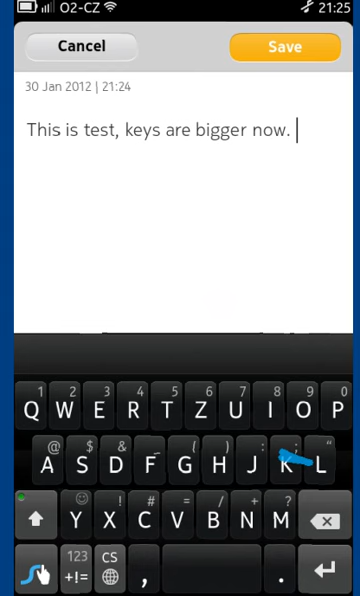 O2-CZ 21:25
Cancel Save
30 Jan 2012 | 21:24
This is test, keys are bigger now.
1 2 3 4 5 6 7 8 9 0
Q W E R T Z U I O P
@ $ & _ ( ) : ; "
A S D F G H J K L
! # = / + ?
Y X C V B N M
123 CS
+!= , .